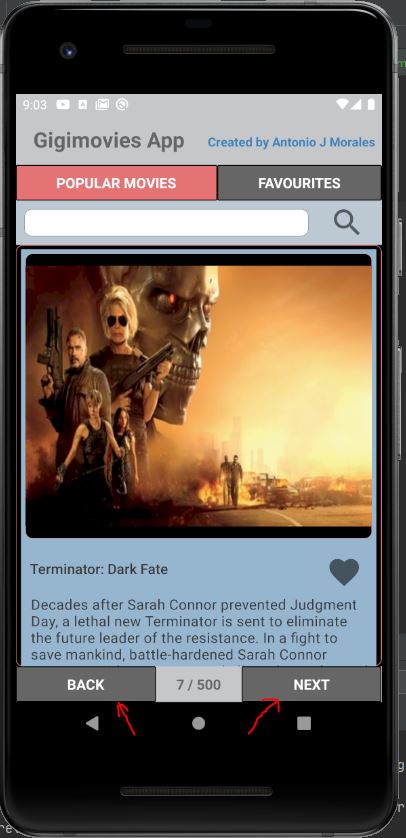 9:03
Gigimovies App
Created by Antonio J Morales
POPULAR MOVIES
FAVOURITES
Terminator: Dark Fate
Decades after Sarah Connor prevented Judgment
Day, a lethal new Terminator is sent to eliminate
the future leader of the resistance. In a fight to
save mankind, battle-hardened Sarah Connor
BACK
7 / 500
NEXT